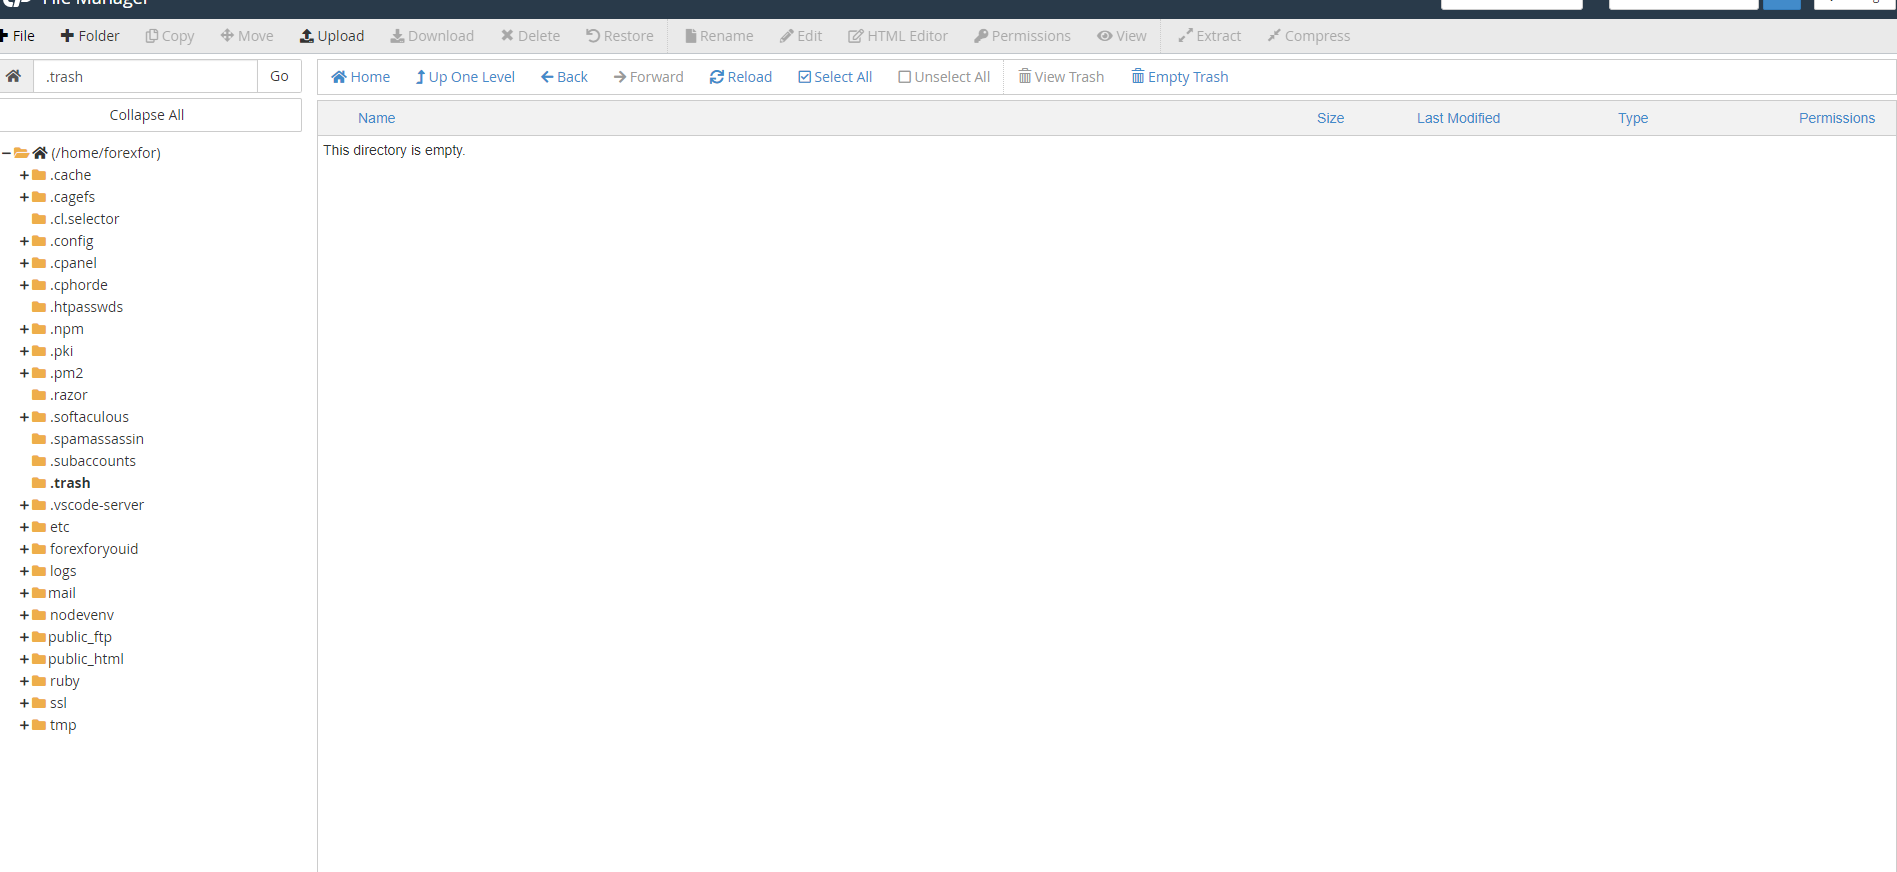 File Manager
File Folder Copy Move Upload Download Delete Restore Rename Edit HTML Editor Permissions View Extract Compress
.trash Go Home Up One Level Back Forward Reload Select All Unselect All View Trash Empty Trash
Collapse All
Name Size Last Modified Type Permissions
This directory is empty.
(/home/forexfor)
.cache
.cagefs
.cl.selector
.config
.cpanel
.cphorde
.htpasswds
.npm
.pki
.pm2
.razor
.softaculous
.spamassassin
.subaccounts
.trash
.vscode-server
etc
forexforyouid
logs
mail
nodevenv
public_ftp
public_html
ruby
ssl
tmp